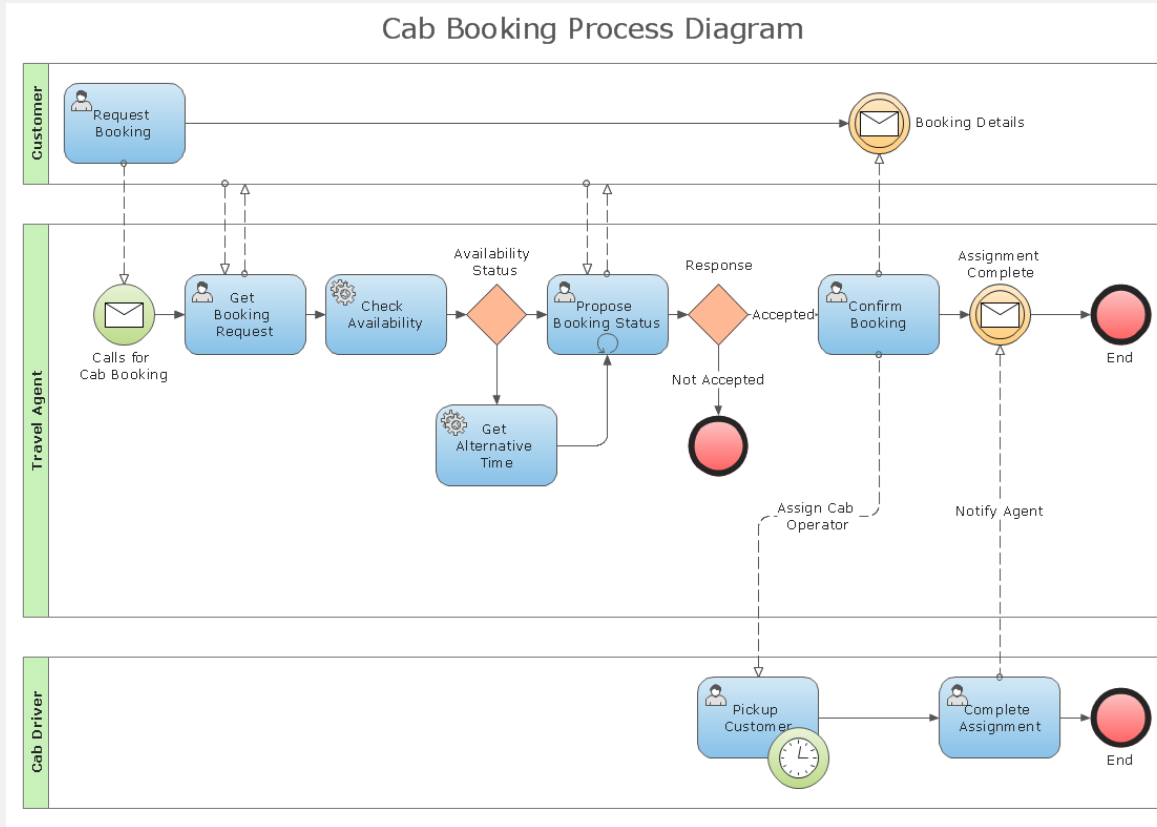 Cab Booking Process Diagram
Customer
Request
Booking
Booking Details
Travel Agent
Calls for
Cab Booking
Get
Booking
Request
Check
Availability
Availability
Status
Get
Alternative
Time
Propose
Booking Status
Response
Accepted
Not Accepted
Confirm
Booking
Assignment
Complete
End
Assign Cab
Operator
Notify Agent
Cab Driver
Pickup
Customer
Complete
Assignment
End